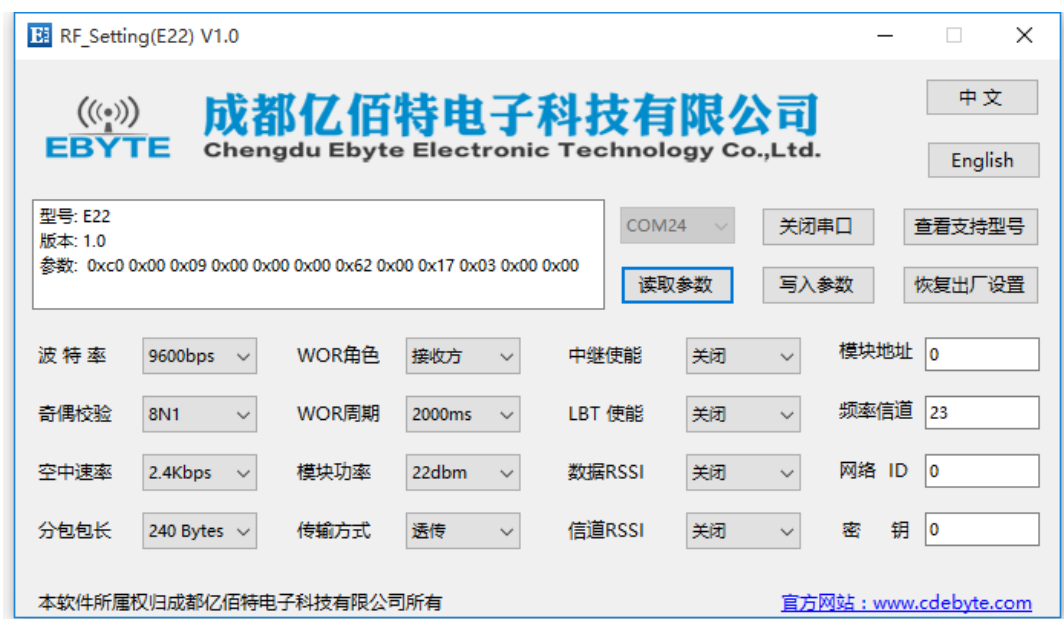 RF_Setting(E22) V1.0
EBYTE
成都亿佰特电子科技有限公司
Chengdu Ebyte Electronic Technology Co.,Ltd.
中 文
English
型号: E22
版本: 1.0
参数: 0xc0 0x00 0x09 0x00 0x00 0x00 0x62 0x00 0x17 0x03 0x00 0x00
COM24 关闭串口 查看支持型号
读取参数 写入参数 恢复出厂设置
波 特 率 9600bps WOR角色 接收方 中继使能 关闭 模块地址 0
奇偶校验 8N1 WOR周期 2000ms LBT 使能 关闭 频率信道 23
空中速率 2.4Kbps 模块功率 22dbm 数据RSSI 关闭 网络 ID 0
分包包长 240 Bytes 传输方式 透传 信道RSSI 关闭 密 钥 0
本软件所属权归成都亿佰特电子科技有限公司所有 官方网站：www.cdebyte.com